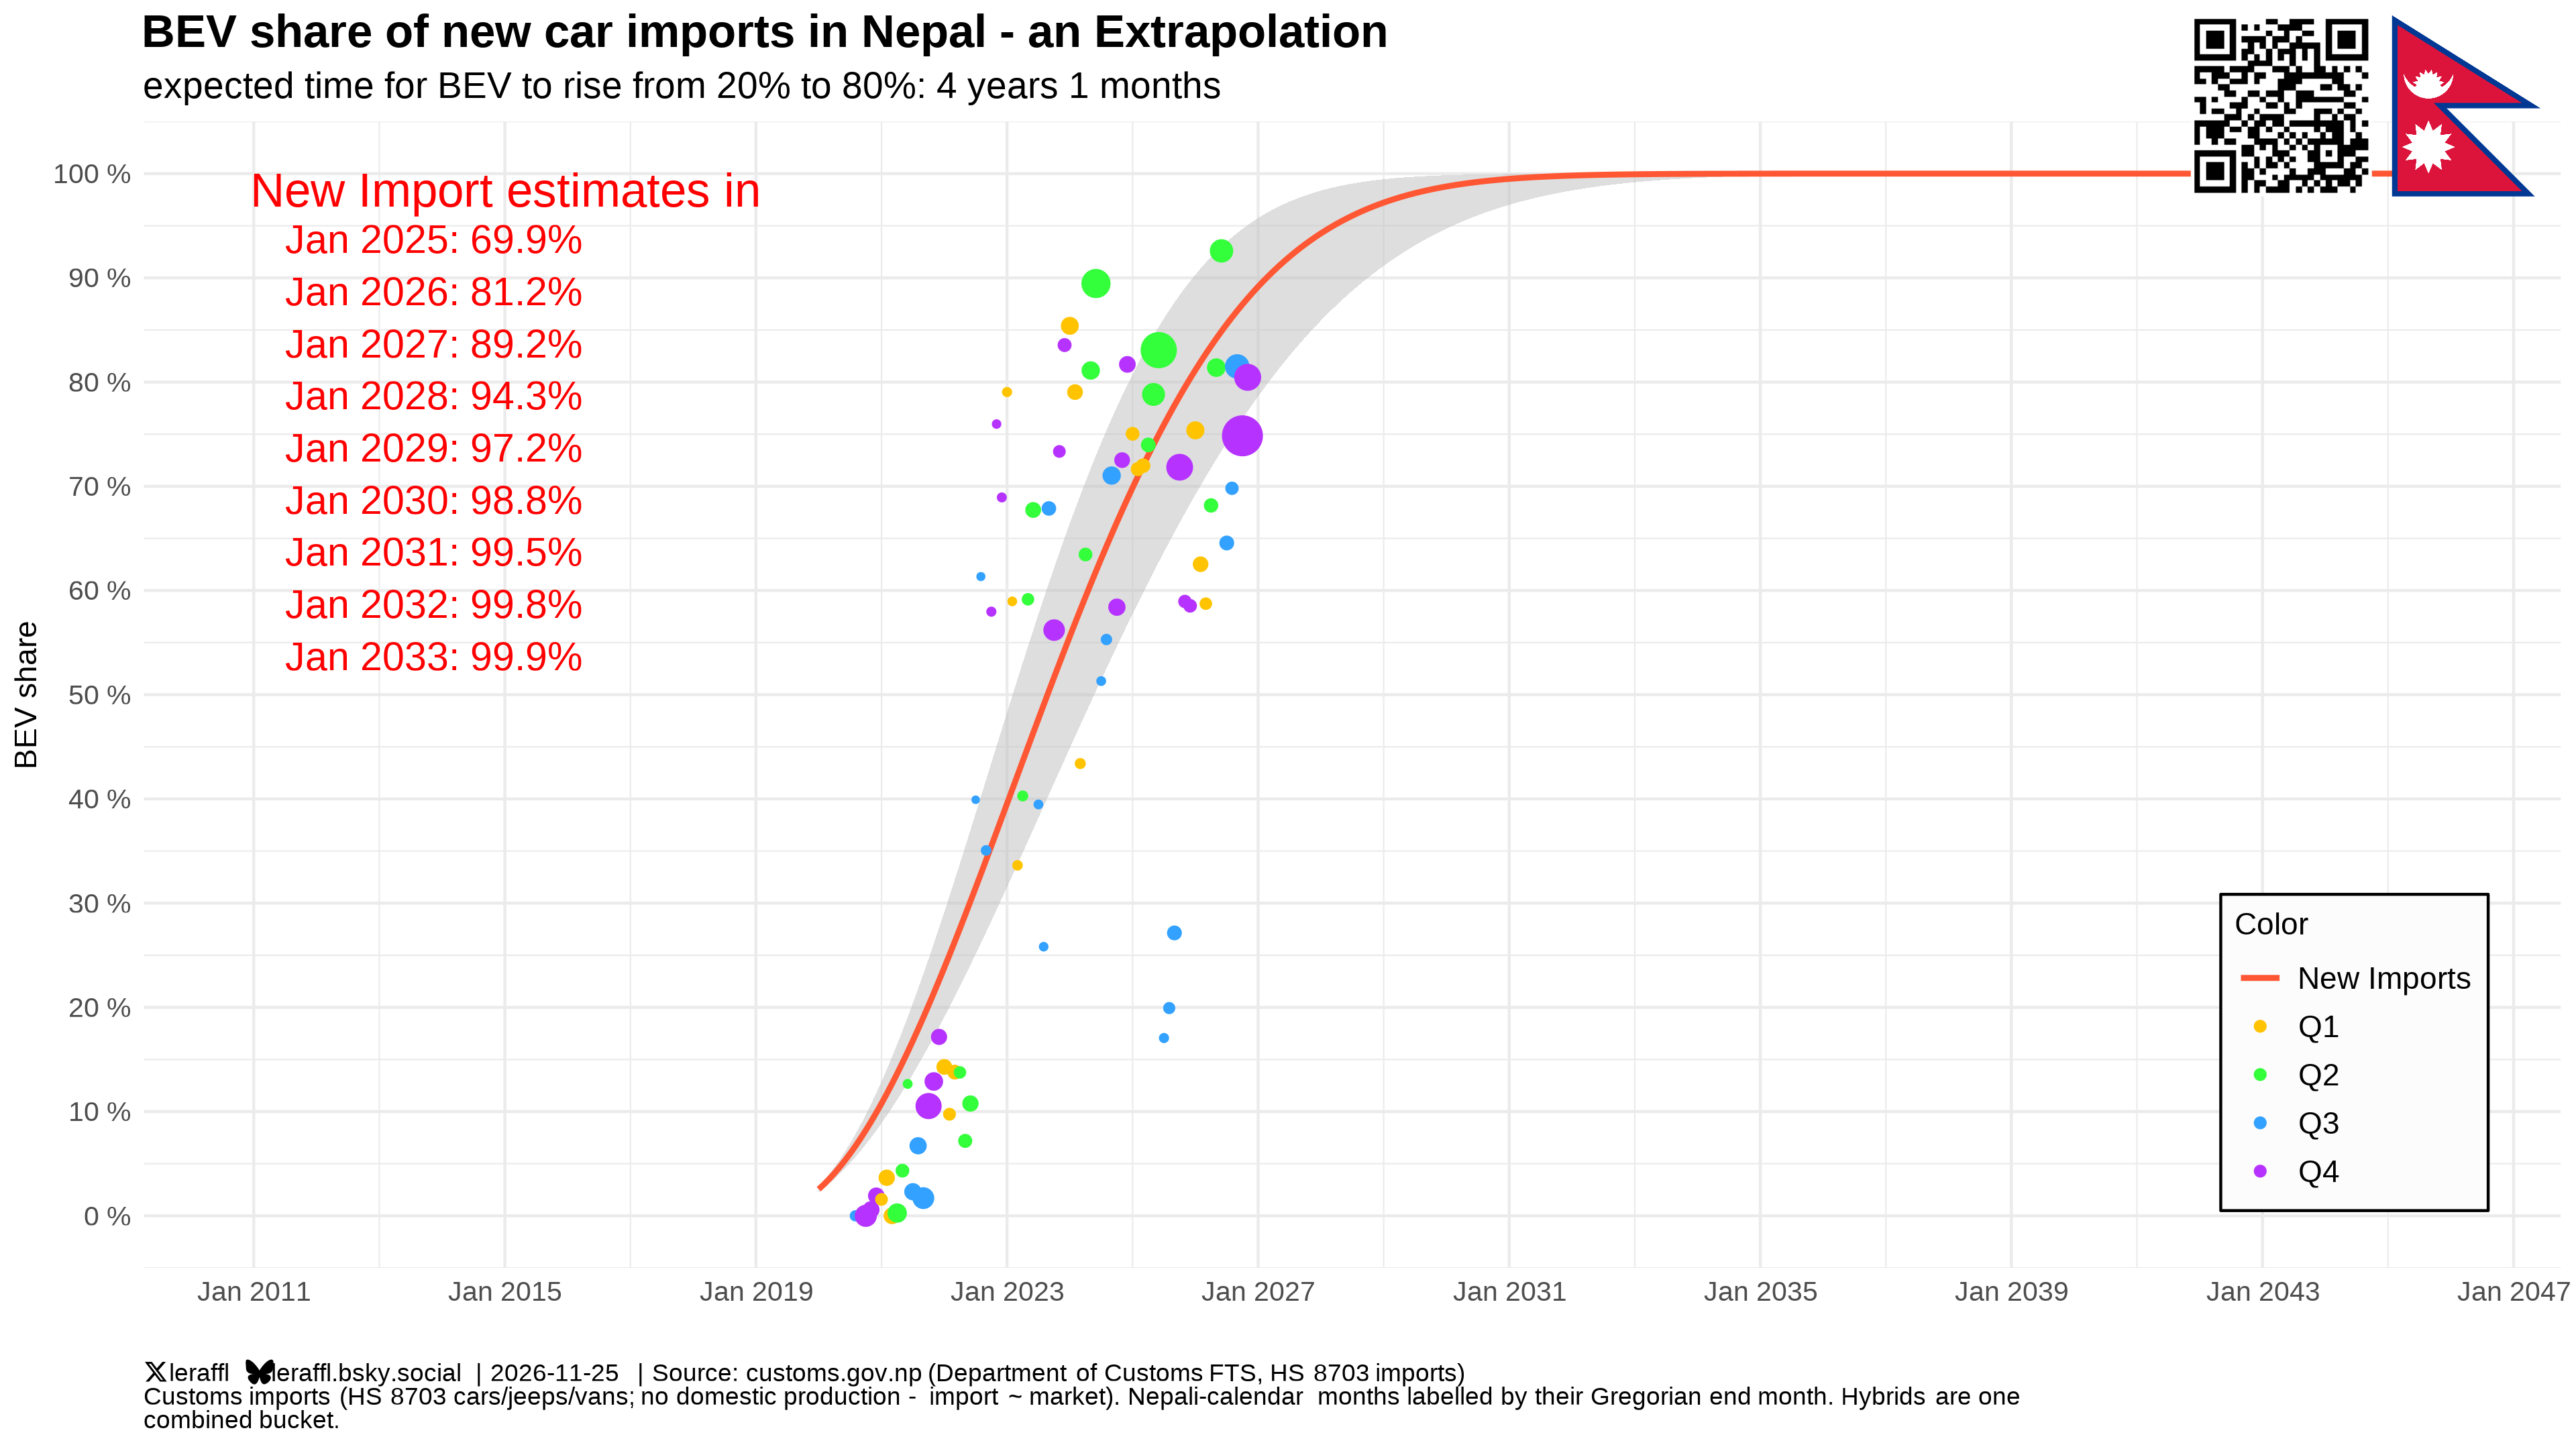 BEV share of new car imports in Nepal - an Extrapolation
expected time for BEV to rise from 20% to 80%: 4 years 1 months
New Import estimates in
Jan 2025: 69.9%
Jan 2026: 81.2%
Jan 2027: 89.2%
Jan 2028: 94.3%
Jan 2029: 97.2%
Jan 2030: 98.8%
Jan 2031: 99.5%
Jan 2032: 99.8%
Jan 2033: 99.9%
BEV share
100 %
90 %
80 %
70 %
60 %
50 %
40 %
30 %
20 %
10 %
0 %
Jan 2011 Jan 2015 Jan 2019 Jan 2023 Jan 2027 Jan 2031 Jan 2035 Jan 2039 Jan 2043 Jan 2047
Color
New Imports
Q1
Q2
Q3
Q4
leraffl leraffl.bsky.social | 2026-11-25 | Source: customs.gov.np (Department of Customs FTS, HS 8703 imports)
Customs imports (HS 8703 cars/jeeps/vans; no domestic production - import ~ market). Nepali-calendar months labelled by their Gregorian end month. Hybrids are one
combined bucket.